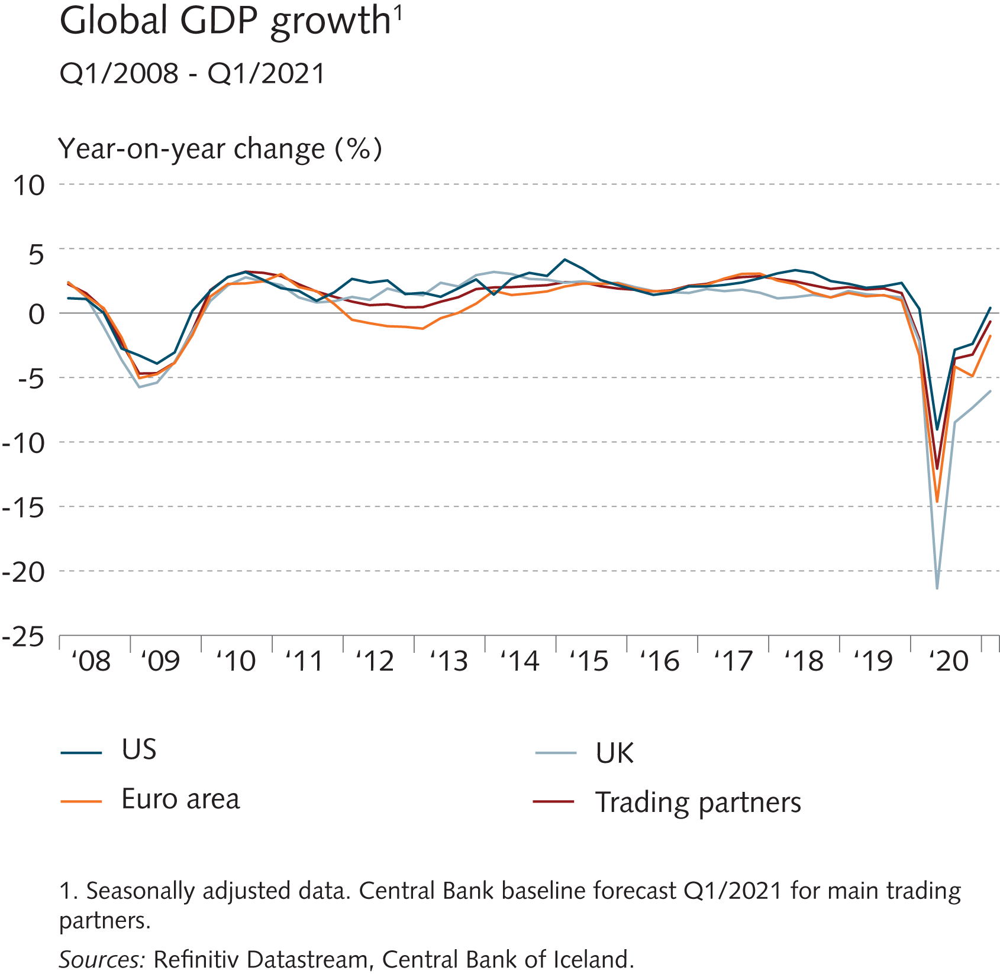 Global GDP growth¹
Q1/2008 - Q1/2021
Year-on-year change (%)
10
5
0
-5
-10
-15
-20
-25
‘08 ‘09 ‘10 ‘11 ‘12 ‘13 ‘14 ‘15 ‘16 ‘17 ‘18 ‘19 ‘20
US
UK
Euro area
Trading partners
1. Seasonally adjusted data. Central Bank baseline forecast Q1/2021 for main trading
partners.
Sources: Refinitiv Datastream, Central Bank of Iceland.